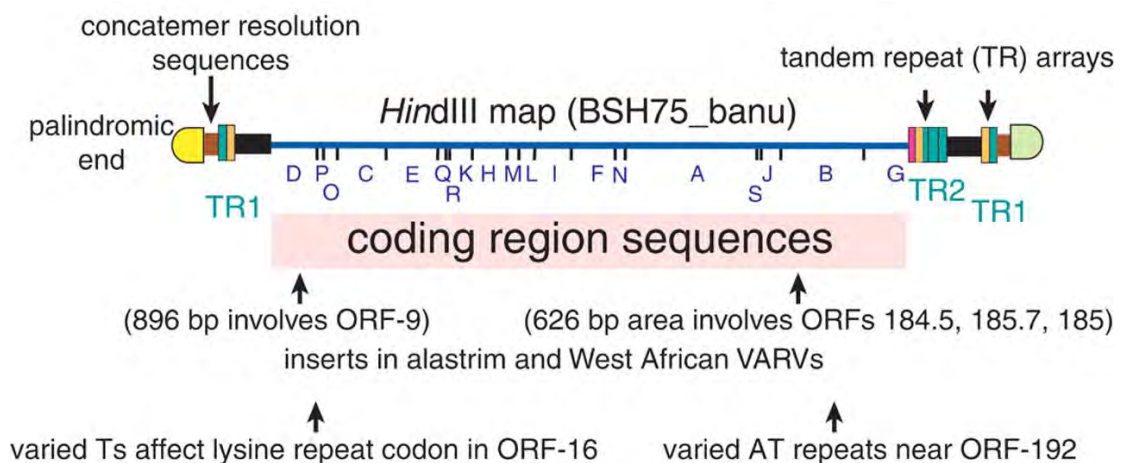 concatemer resolution
sequences
tandem repeat (TR) arrays
HindIII map (BSH75_banu)
palindromic
end
D P O C E Q R K H M L I F N A S J B G
TR1
TR2
TR1
coding region sequences
(896 bp involves ORF-9)
(626 bp area involves ORFs 184.5, 185.7, 185)
inserts in alastrim and West African VARVs
varied Ts affect lysine repeat codon in ORF-16
varied AT repeats near ORF-192